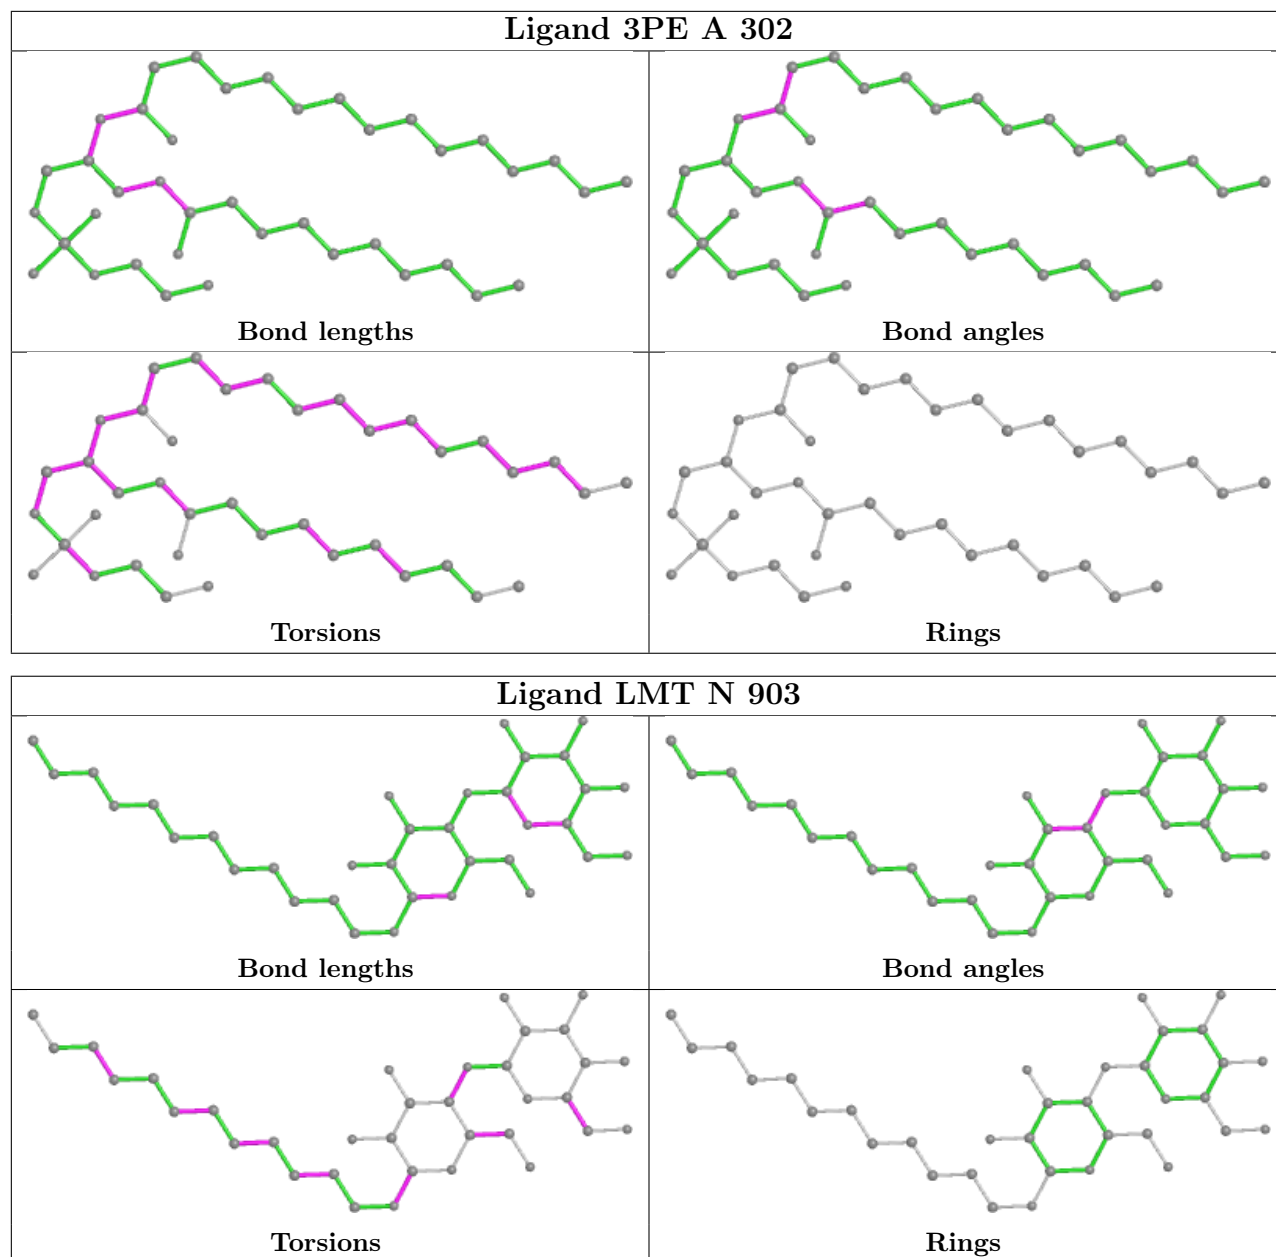 Ligand 3PE A 302
Bond lengths
Bond angles
Torsions
Rings
Ligand LMT N 903
Bond lengths
Bond angles
Torsions
Rings